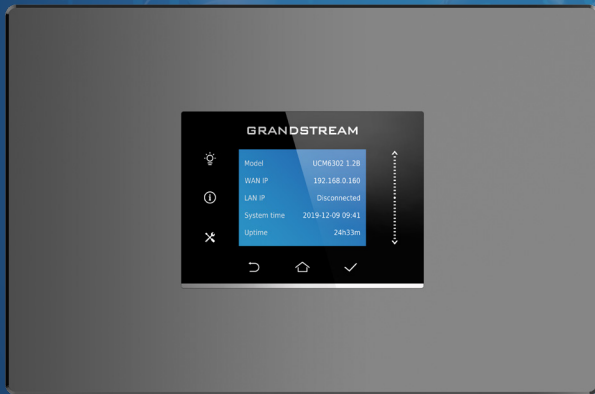 GRANDSTREAM
Model UCM6302 1.2B
WAN IP 192.168.0.160
LAN IP Disconnected
System time 2019-12-09 09:41
Uptime 24h33m